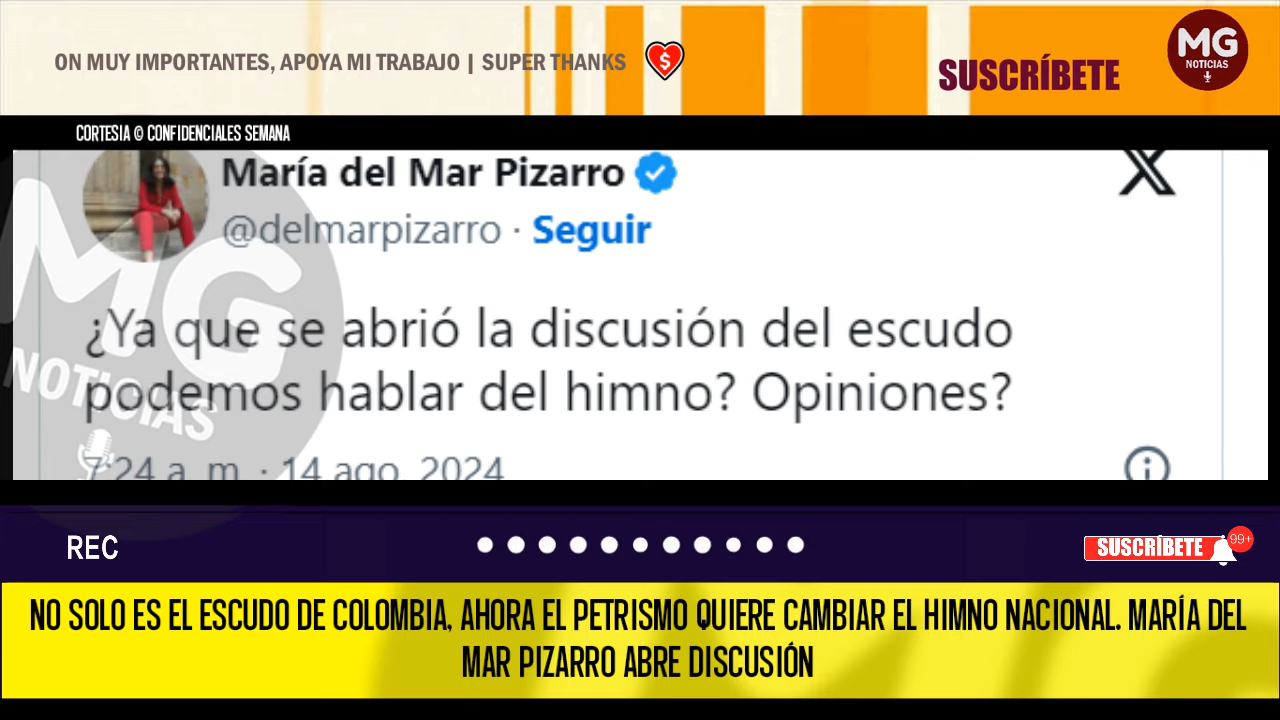 ON MUY IMPORTANTES, APOYA MI TRABAJO | SUPER THANKS
$
SUSCRÍBETE
MG
NOTICIAS
CORTESIA © CONFIDENCIALES SEMANA
María del Mar Pizarro
@delmarpizarro · Seguir
¿Ya que se abrió la discusión del escudo
podemos hablar del himno? Opiniones?
7:24 a. m. · 14 ago. 2024
MG
NOTICIAS
REC
SUSCRÍBETE
99+
NO SOLO ES EL ESCUDO DE COLOMBIA, AHORA EL PETRISMO QUIERE CAMBIAR EL HIMNO NACIONAL. MARÍA DEL
MAR PIZARRO ABRE DISCUSIÓN